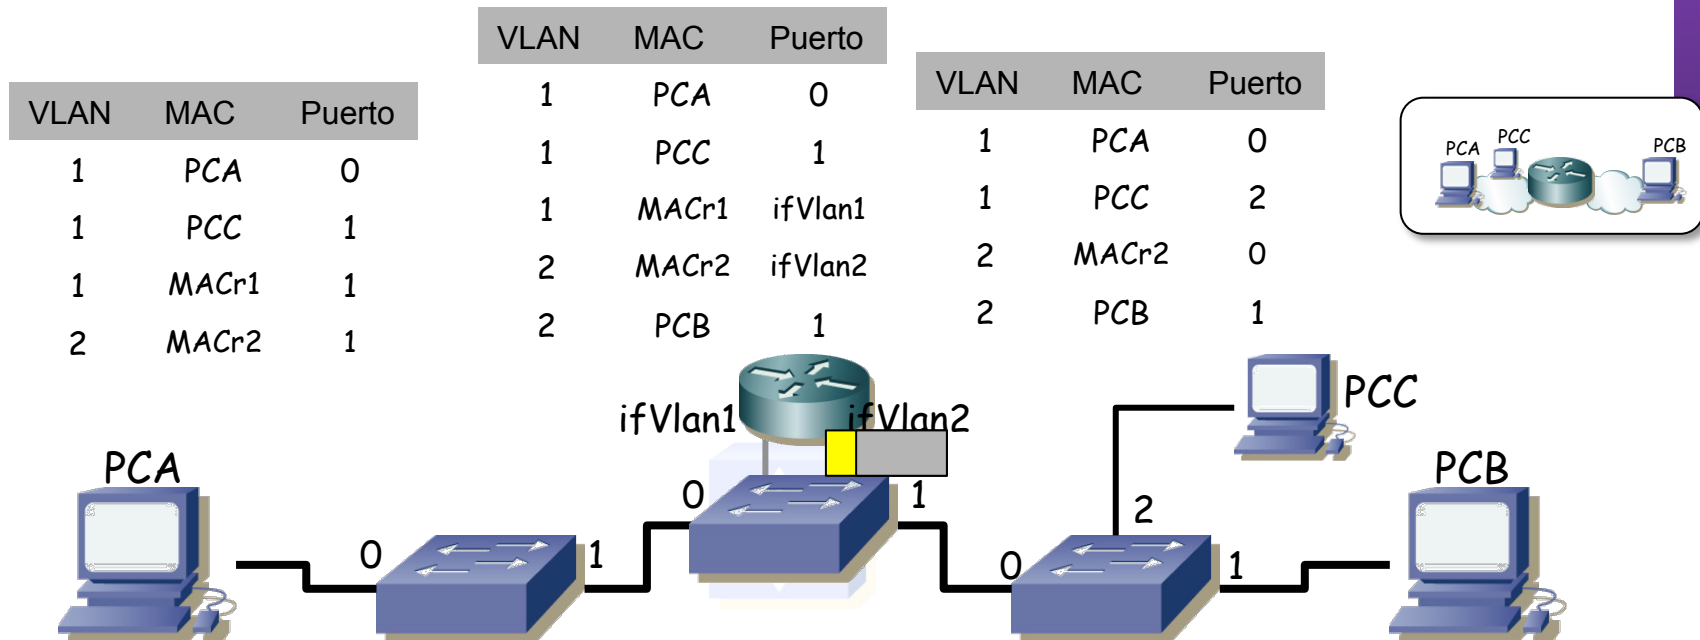 VLAN MAC Puerto
1 PCA 0
1 PCC 1
1 MACr1 1
2 MACr2 1
VLAN MAC Puerto
1 PCA 0
1 PCC 1
1 MACr1 ifVlan1
2 MACr2 ifVlan2
2 PCB 1
VLAN MAC Puerto
1 PCA 0
1 PCC 2
2 MACr2 0
2 PCB 1
PCA PCC PCB
ifVlan1 ifVlan2
PCC
PCA
PCB
0 1
2
0 1
0 1